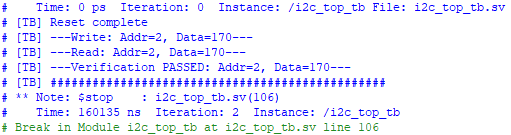 #    Time: 0 ps  Iteration: 0  Instance: /i2c_top_tb File: i2c_top_tb.sv
# [TB] Reset complete
# [TB] ---Write: Addr=2, Data=170---
# [TB] ---Read: Addr=2, Data=170---
# [TB] ---Verification PASSED: Addr=2, Data=170---
# [TB] ################################################
# ** Note: $stop    : i2c_top_tb.sv(106)
#    Time: 160135 ns  Iteration: 2  Instance: /i2c_top_tb
# Break in Module i2c_top_tb at i2c_top_tb.sv line 106